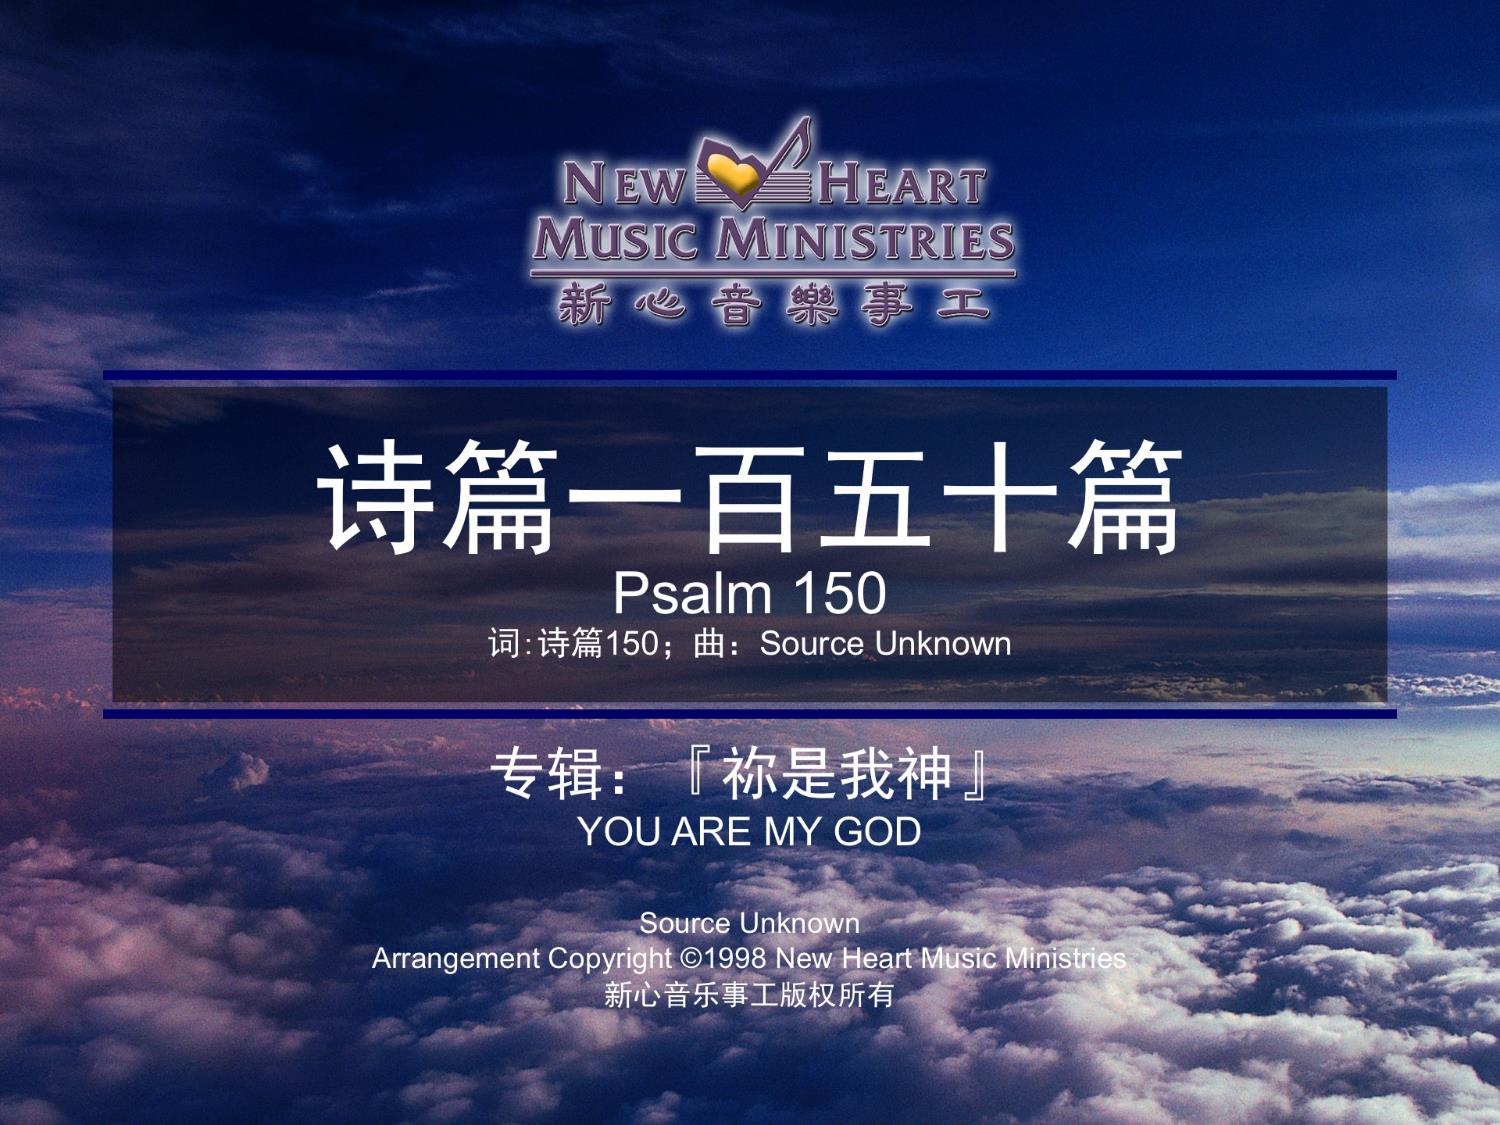 NEW HEART
MUSIC MINISTRIES
新心音樂事工
诗篇一百五十篇
Psalm 150
词:诗篇150；曲：Source Unknown
专辑：『祢是我神』
YOU ARE MY GOD
Source Unknown
Arrangement Copyright ©1998 New Heart Music Ministries
新心音乐事工版权所有